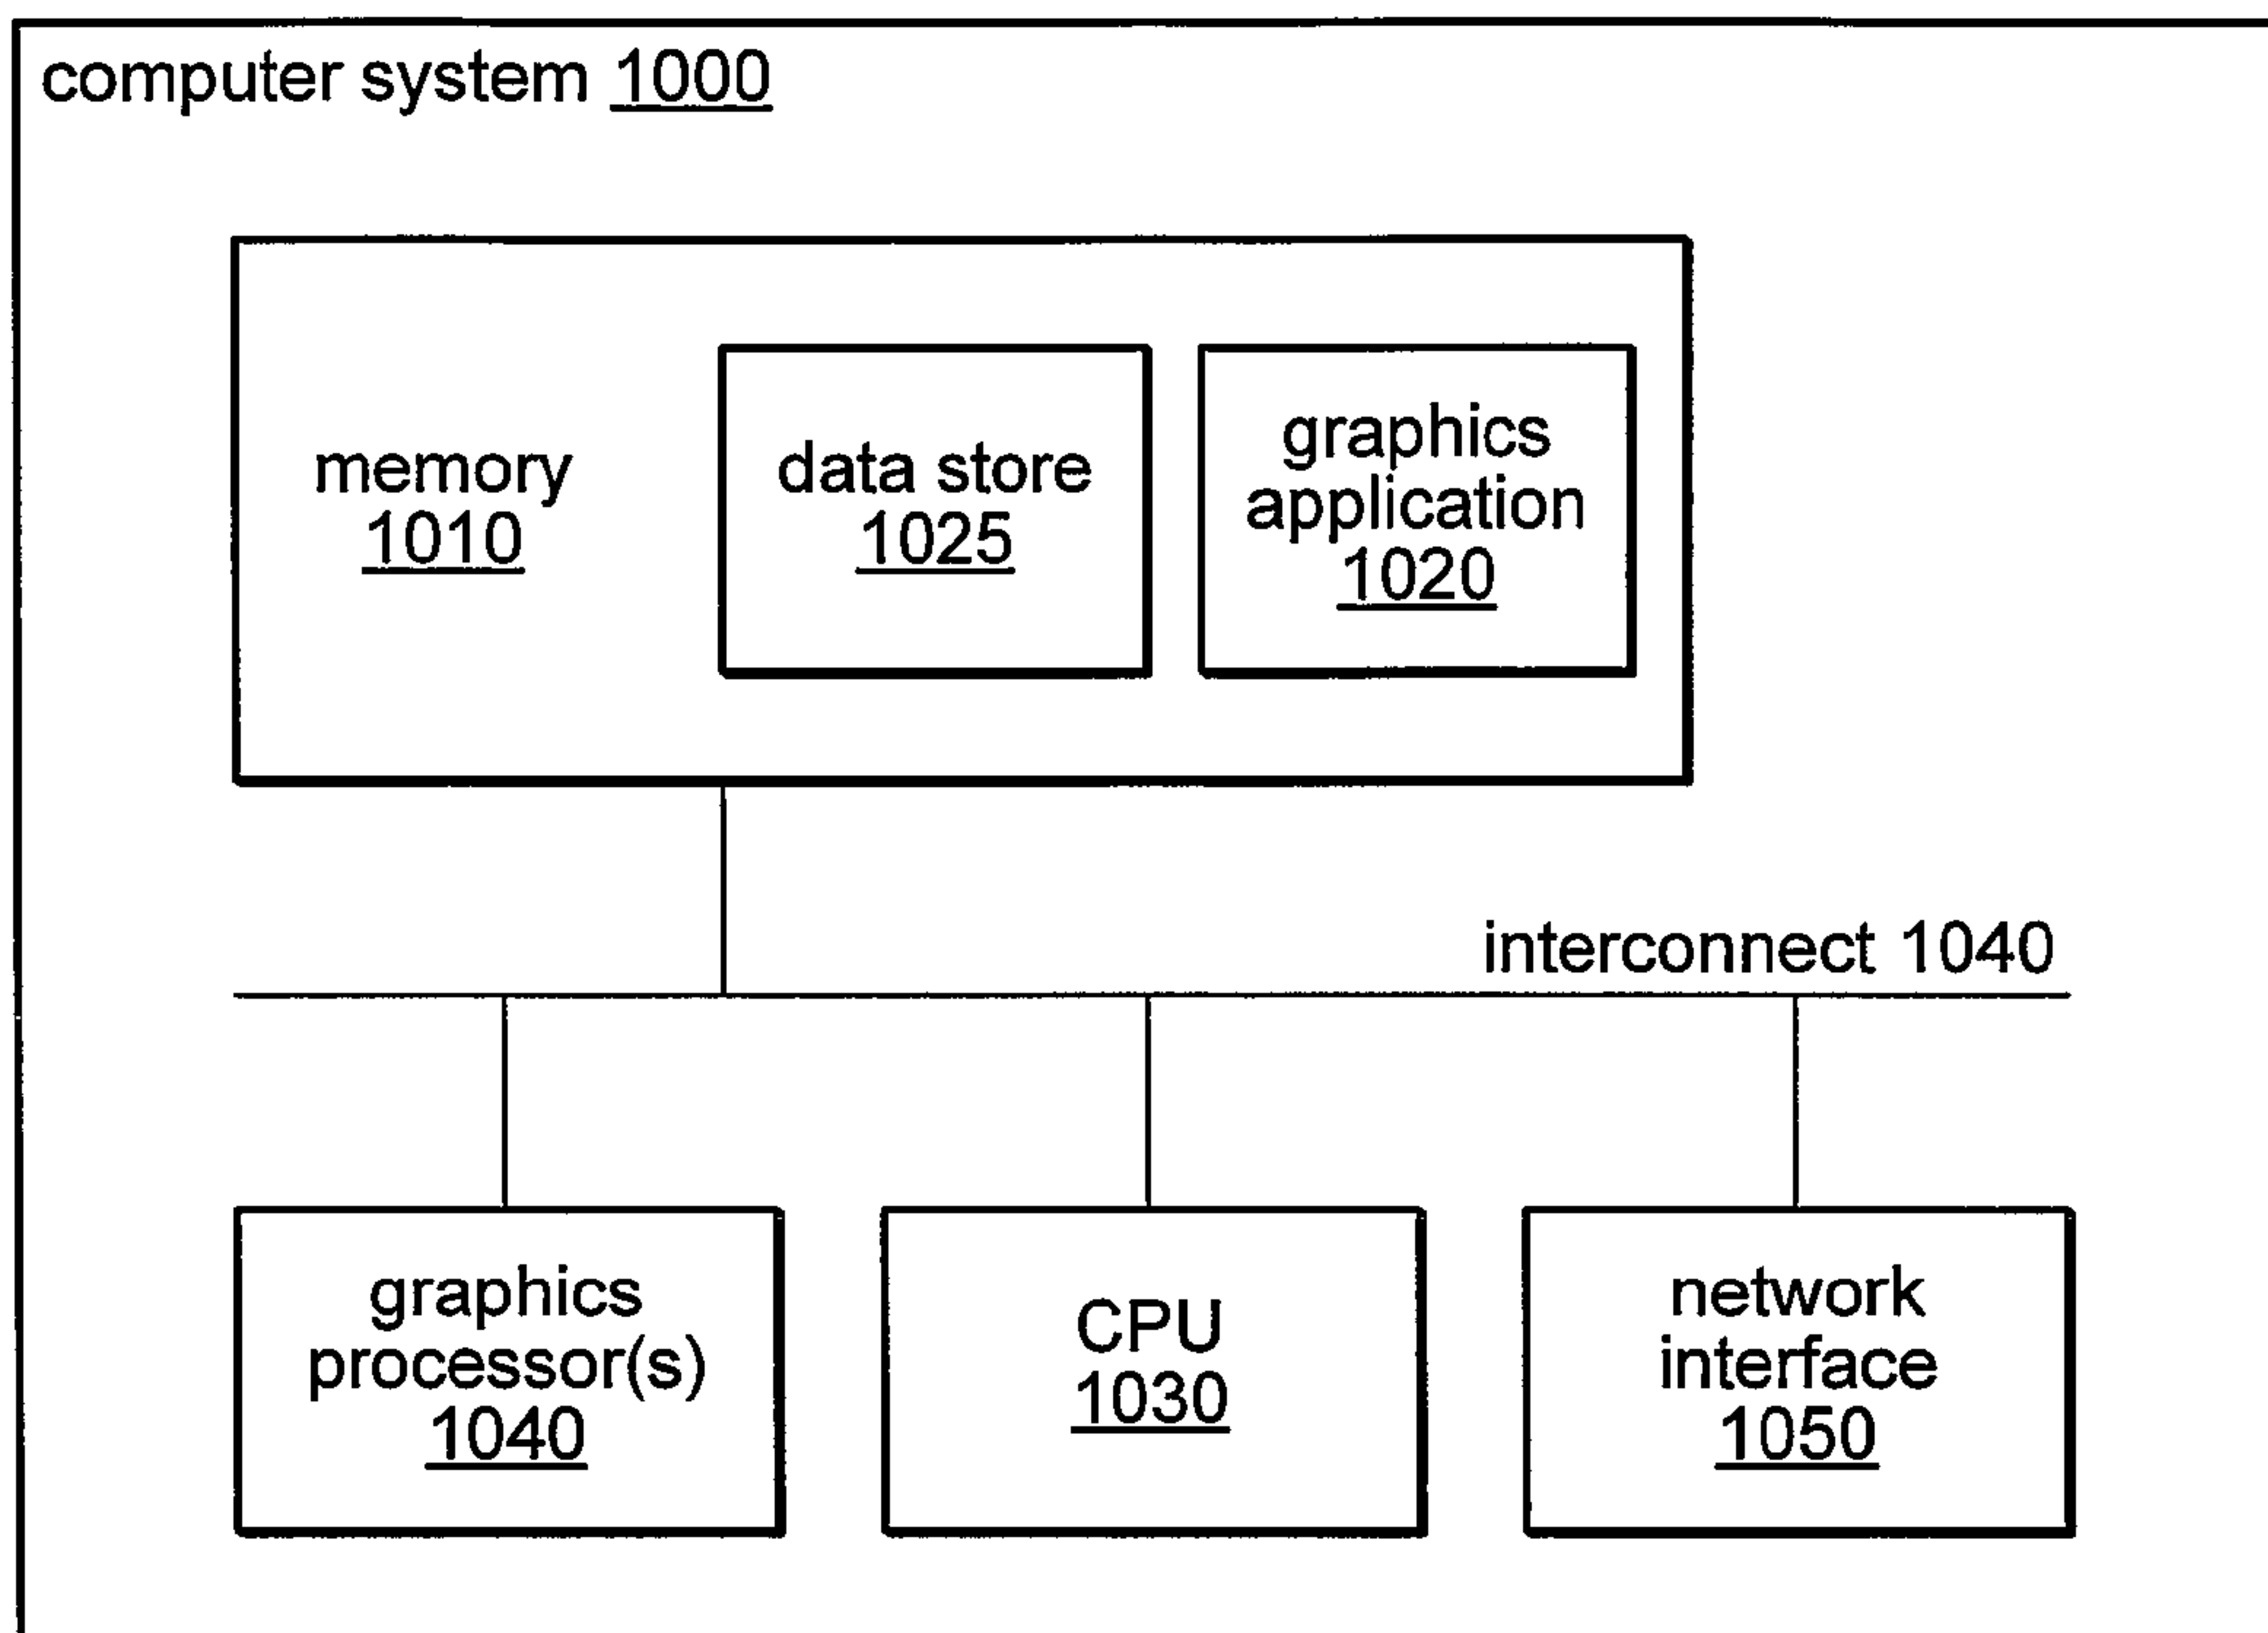 computer system 1000
memory
1010
data store
1025
graphics
application
1020
interconnect 1040
graphics
processor(s)
1040
CPU
1030
network
interface
1050